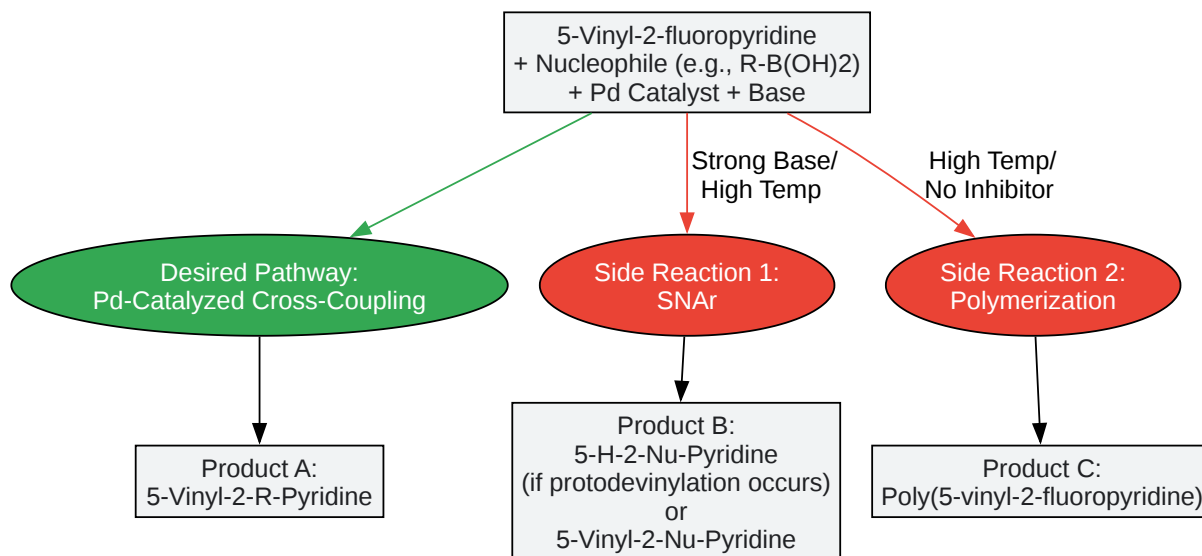 5-Vinyl-2-fluoropyridine
+ Nucleophile (e.g., R-B(OH)2)
+ Pd Catalyst + Base
Strong Base/
High Temp
High Temp/
No Inhibitor
Desired Pathway:
Pd-Catalyzed Cross-Coupling
Side Reaction 1:
SNAr
Side Reaction 2:
Polymerization
Product A:
5-Vinyl-2-R-Pyridine
Product B:
5-H-2-Nu-Pyridine
(if protodevinylation occurs)
or
5-Vinyl-2-Nu-Pyridine
Product C:
Poly(5-vinyl-2-fluoropyridine)